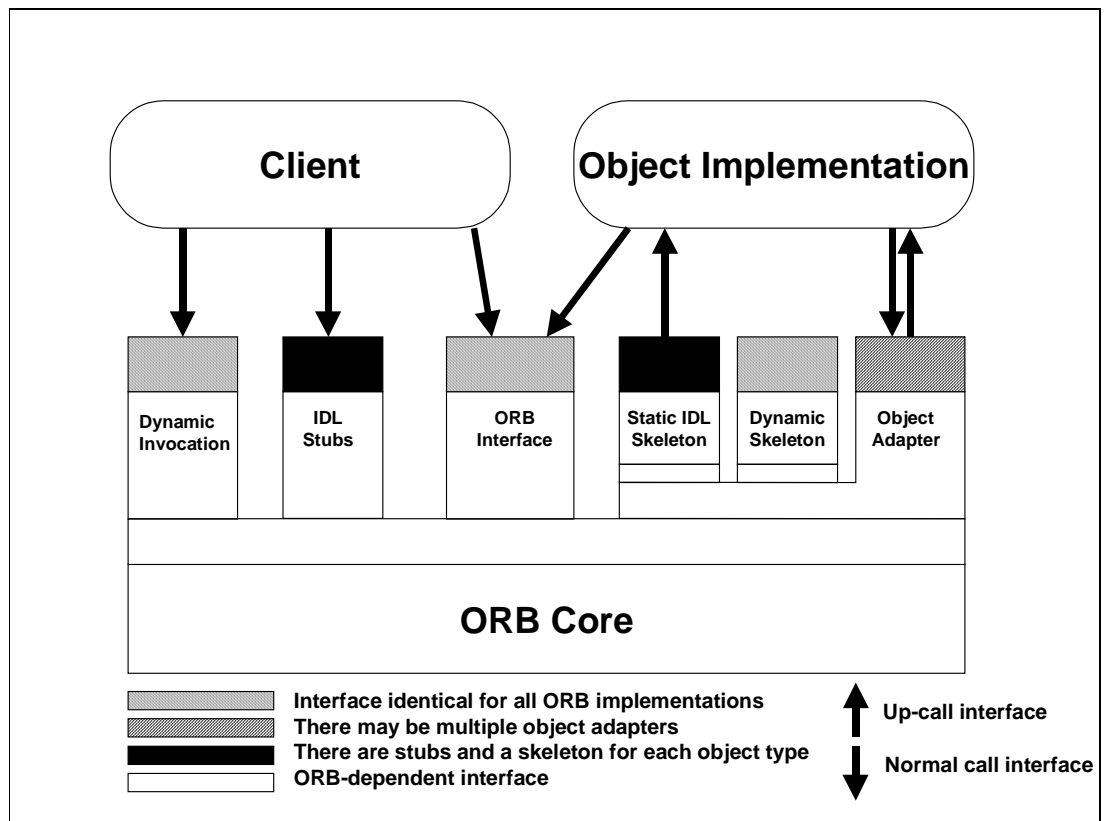 Client
Object Implementation
Dynamic
Invocation
IDL
Stubs
ORB
Interface
Static IDL
Skeleton
Dynamic
Skeleton
Object
Adapter
ORB Core
Interface identical for all ORB implementations
There may be multiple object adapters
There are stubs and a skeleton for each object type
ORB-dependent interface
Up-call interface
Normal call interface